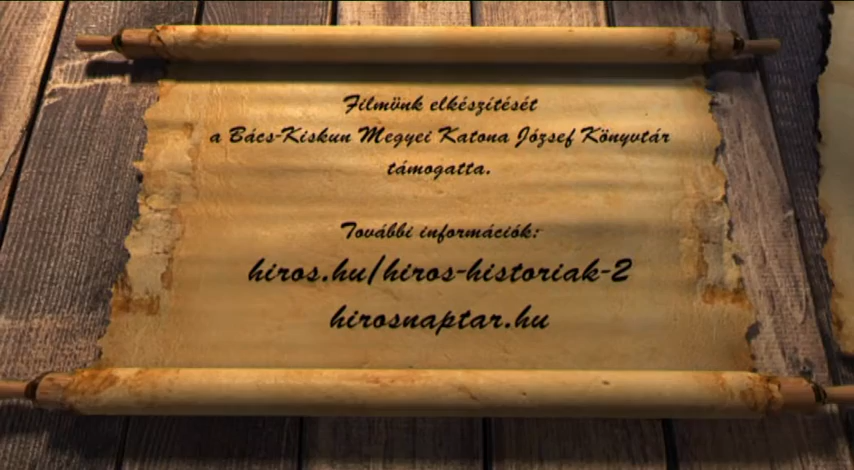 Filmünk elkészítését
a Bács-Kiskun Megyei Katona József Könyvtár
támogatta.
További információk:
hiros.hu/hiros-historiak-2
hirosnaptar.hu